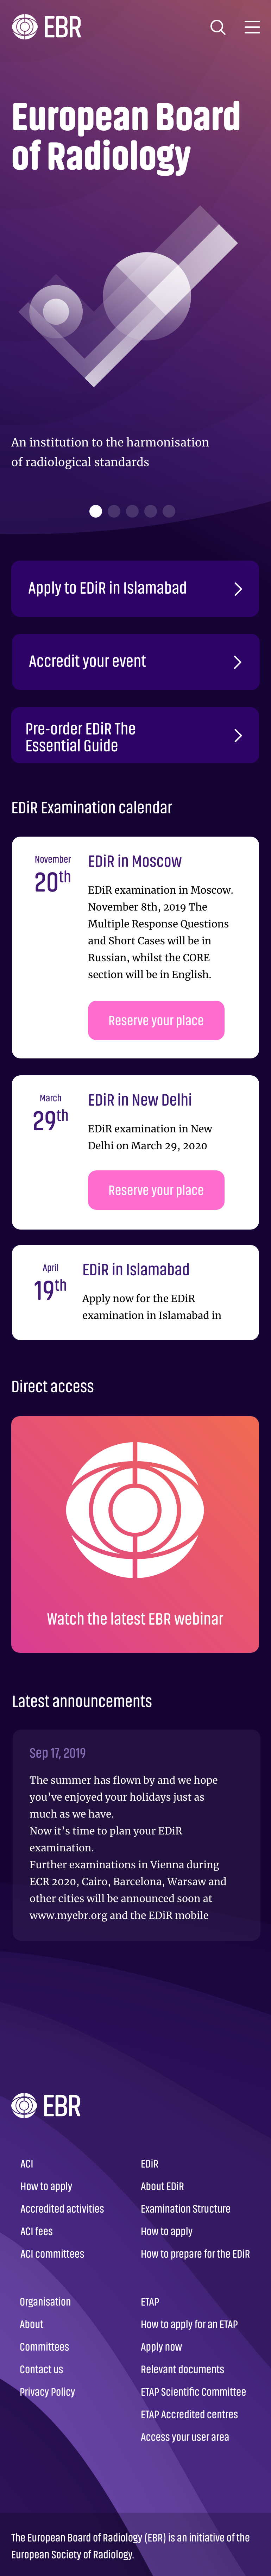 EBR
European Board
of Radiology
An institution to the harmonisation
of radiological standards
Apply to EDiR in Islamabad
Accredit your event
Pre-order EDiR The
Essential Guide
EDiR Examination calendar
November
20th
EDiR in Moscow
EDiR examination in Moscow.
November 8th, 2019 The
Multiple Response Questions
and Short Cases will be in
Russian, whilst the CORE
section will be in English.
Reserve your place
March
29th
EDiR in New Delhi
EDiR examination in New
Delhi on March 29, 2020
Reserve your place
April
19th
EDiR in Islamabad
Apply now for the EDiR
examination in Islamabad in
Direct access
Watch the latest EBR webinar
Latest announcements
Sep 17, 2019
The summer has flown by and we hope
you’ve enjoyed your holidays just as
much as we have.
Now it’s time to plan your EDiR
examination.
Further examinations in Vienna during
ECR 2020, Cairo, Barcelona, Warsaw and
other cities will be announced soon at
www.myebr.org and the EDiR mobile
EBR
ACI
How to apply
Accredited activities
ACI fees
ACI committees
EDiR
About EDiR
Examination Structure
How to apply
How to prepare for the EDiR
Organisation
About
Committees
Contact us
Privacy Policy
ETAP
How to apply for an ETAP
Apply now
Relevant documents
ETAP Scientific Committee
ETAP Accredited centres
Access your user area
The European Board of Radiology (EBR) is an initiative of the
European Society of Radiology.